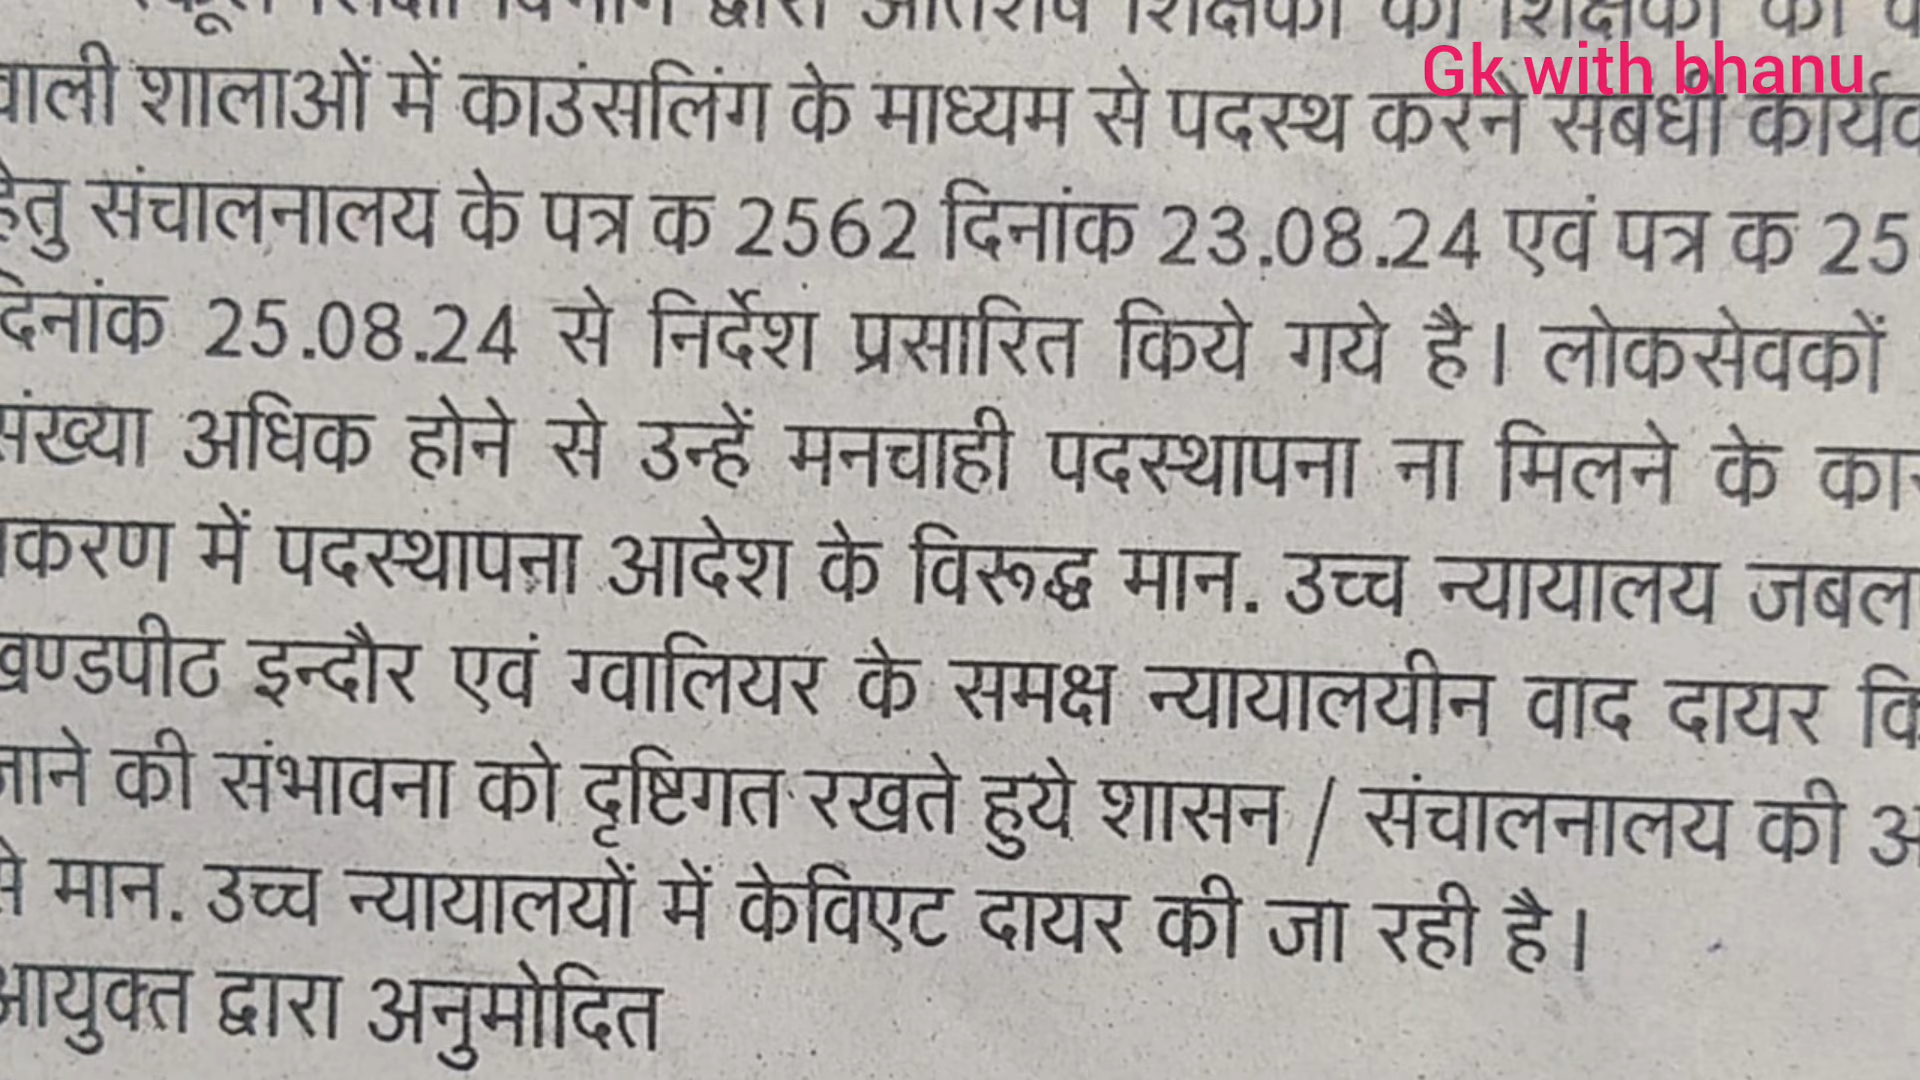 द्वारा अतिशेष शिक्षकों को शिक्षकों की
Gk with bhanu
वाली शालाओं में काउंसलिंग के माध्यम से पदस्थ करने संबंधी
हेतु संचालनालय के पत्र क 2562 दिनांक 23.08.24 एवं पत्र क 25
दिनांक 25.08.24 से निर्देश प्रसारित किये गये है। लोकसेवकों
संख्या अधिक होने से उन्हें मनचाही पदस्थापना ना मिलने के
में पदस्थापना आदेश के विरूद्ध मान. उच्च न्यायालय जबल
खण्डपीठ इन्दौर एवं ग्वालियर के समक्ष न्यायालयीन वाद दायर
जाने की संभावना को दृष्टिगत रखते हुये शासन / संचालनालय की
से मान. उच्च न्यायालयों में केविएट दायर की जा रही है।
आयुक्त द्वारा अनुमोदित